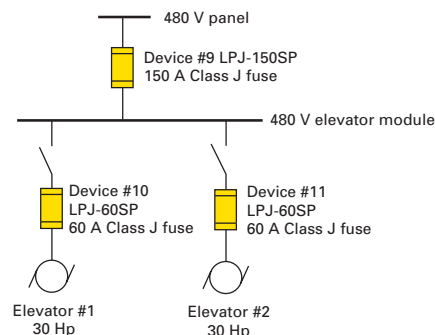 480 V panel
Device #9 LPJ-150SP
150 A Class J fuse
480 V elevator module
Device #10
LPJ-60SP
60 A Class J fuse
Device #11
LPJ-60SP
60 A Class J fuse
Elevator #1
30 Hp
Elevator #2
30 Hp